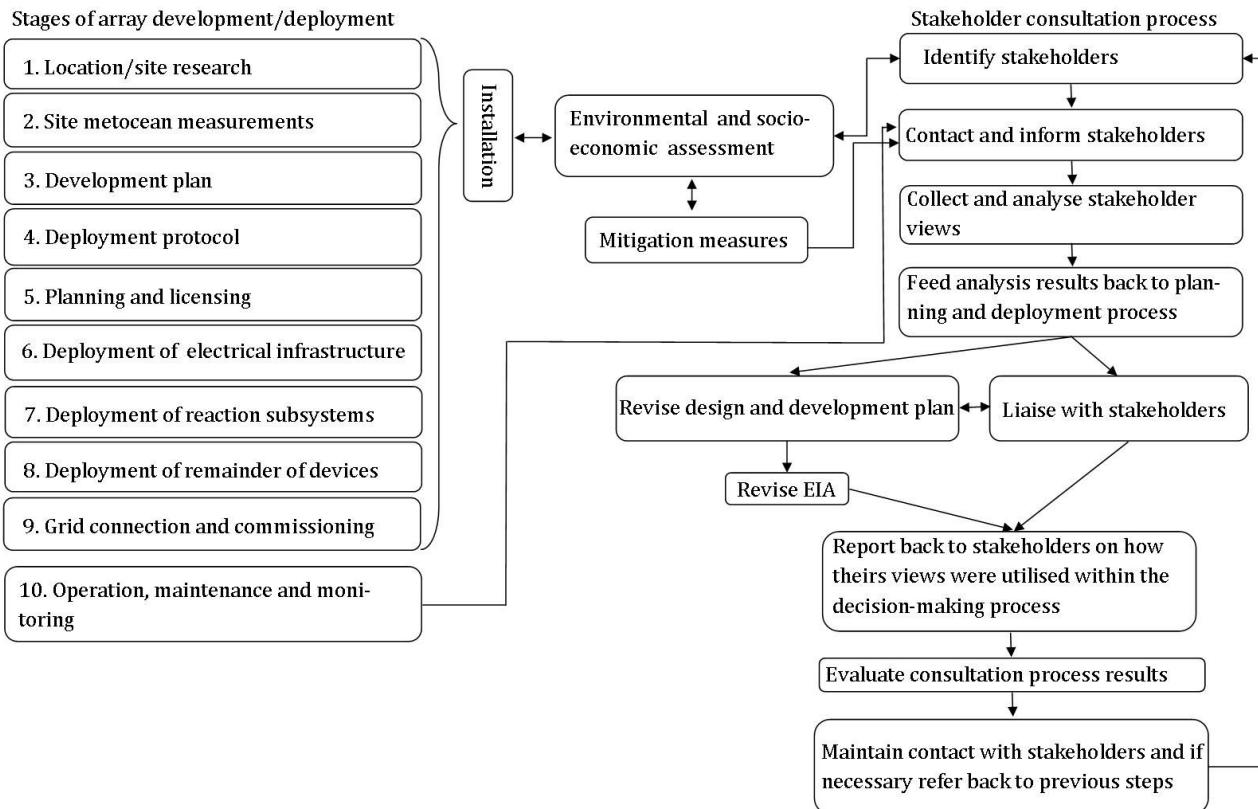 Stages of array development/deployment
1. Location/site research
2. Site metocean measurements
3. Development plan
4. Deployment protocol
5. Planning and licensing
6. Deployment of electrical infrastructure
7. Deployment of reaction subsystems
8. Deployment of remainder of devices
9. Grid connection and commissioning
10. Operation, maintenance and moni-
toring
Installation
Environmental and socio-
economic assessment
Mitigation measures
Stakeholder consultation process
Identify stakeholders
Contact and inform stakeholders
Collect and analyse stakeholder
views
Feed analysis results back to plan-
ning and deployment process
Revise design and development plan
Liaise with stakeholders
Revise EIA
Report back to stakeholders on how
theirs views were utilised within the
decision-making process
Evaluate consultation process results
Maintain contact with stakeholders and if
necessary refer back to previous steps